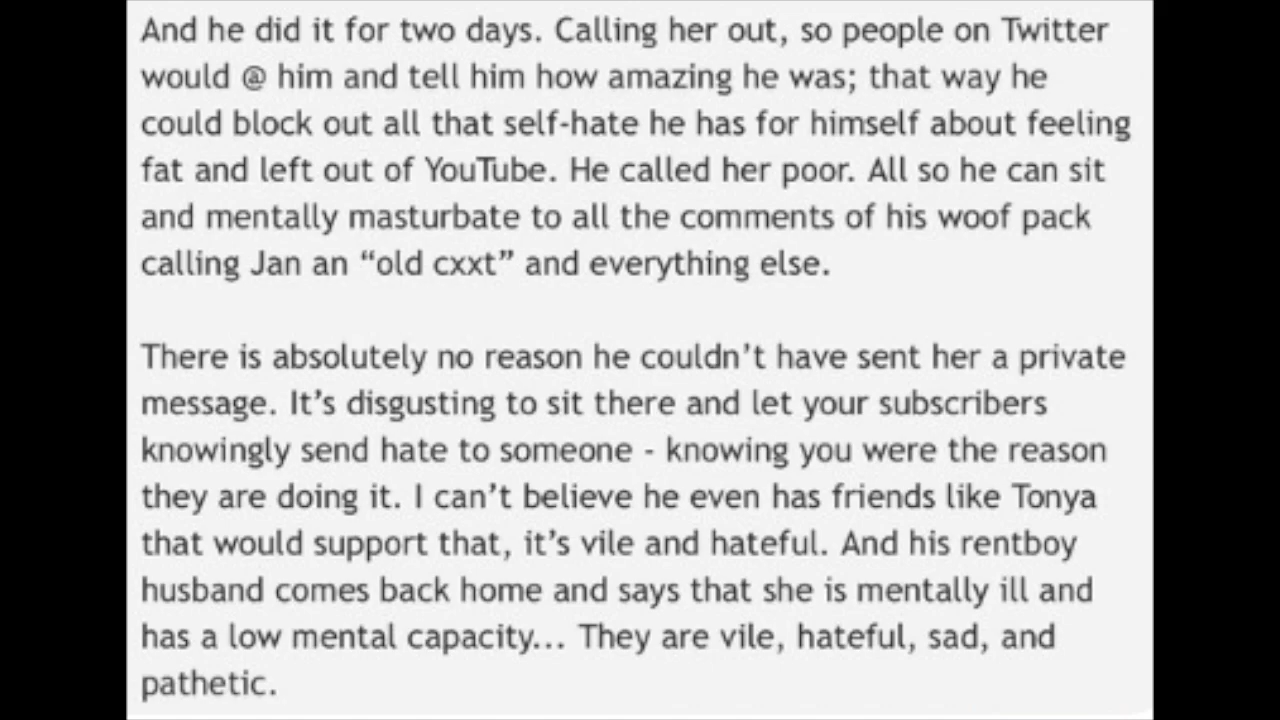 And he did it for two days. Calling her out, so people on Twitter
would @ him and tell him how amazing he was; that way he
could block out all that self-hate he has for himself about feeling
fat and left out of YouTube. He called her poor. All so he can sit
and mentally masturbate to all the comments of his woof pack
calling Jan an “old cxxt” and everything else.
There is absolutely no reason he couldn’t have sent her a private
message. It’s disgusting to sit there and let your subscribers
knowingly send hate to someone - knowing you were the reason
they are doing it. I can’t believe he even has friends like Tonya
that would support that, it’s vile and hateful. And his rentboy
husband comes back home and says that she is mentally ill and
has a low mental capacity... They are vile, hateful, sad, and
pathetic.